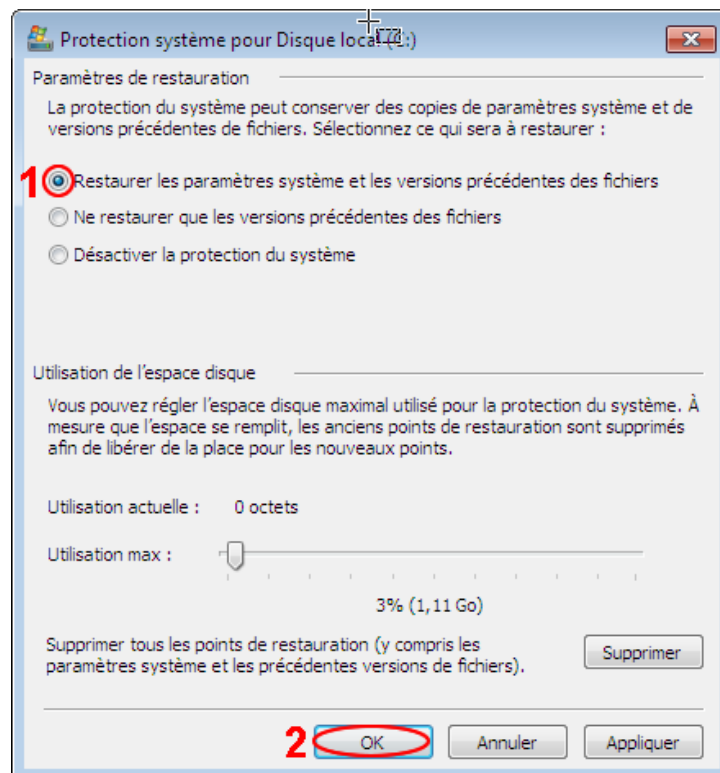 Protection système pour Disque local (C:)
Paramètres de restauration
La protection du système peut conserver des copies de paramètres système et de
versions précédentes de fichiers. Sélectionnez ce qui sera à restaurer :
1 Restaurer les paramètres système et les versions précédentes des fichiers
Ne restaurer que les versions précédentes des fichiers
Désactiver la protection du système
Utilisation de l'espace disque
Vous pouvez régler l'espace disque maximal utilisé pour la protection du système. À
mesure que l'espace se remplit, les anciens points de restauration sont supprimés
afin de libérer de la place pour les nouveaux points.
Utilisation actuelle : 0 octets
Utilisation max :
3% (1,11 Go)
Supprimer tous les points de restauration (y compris les
paramètres système et les précédentes versions de fichiers).
Supprimer
2 OK Annuler Appliquer